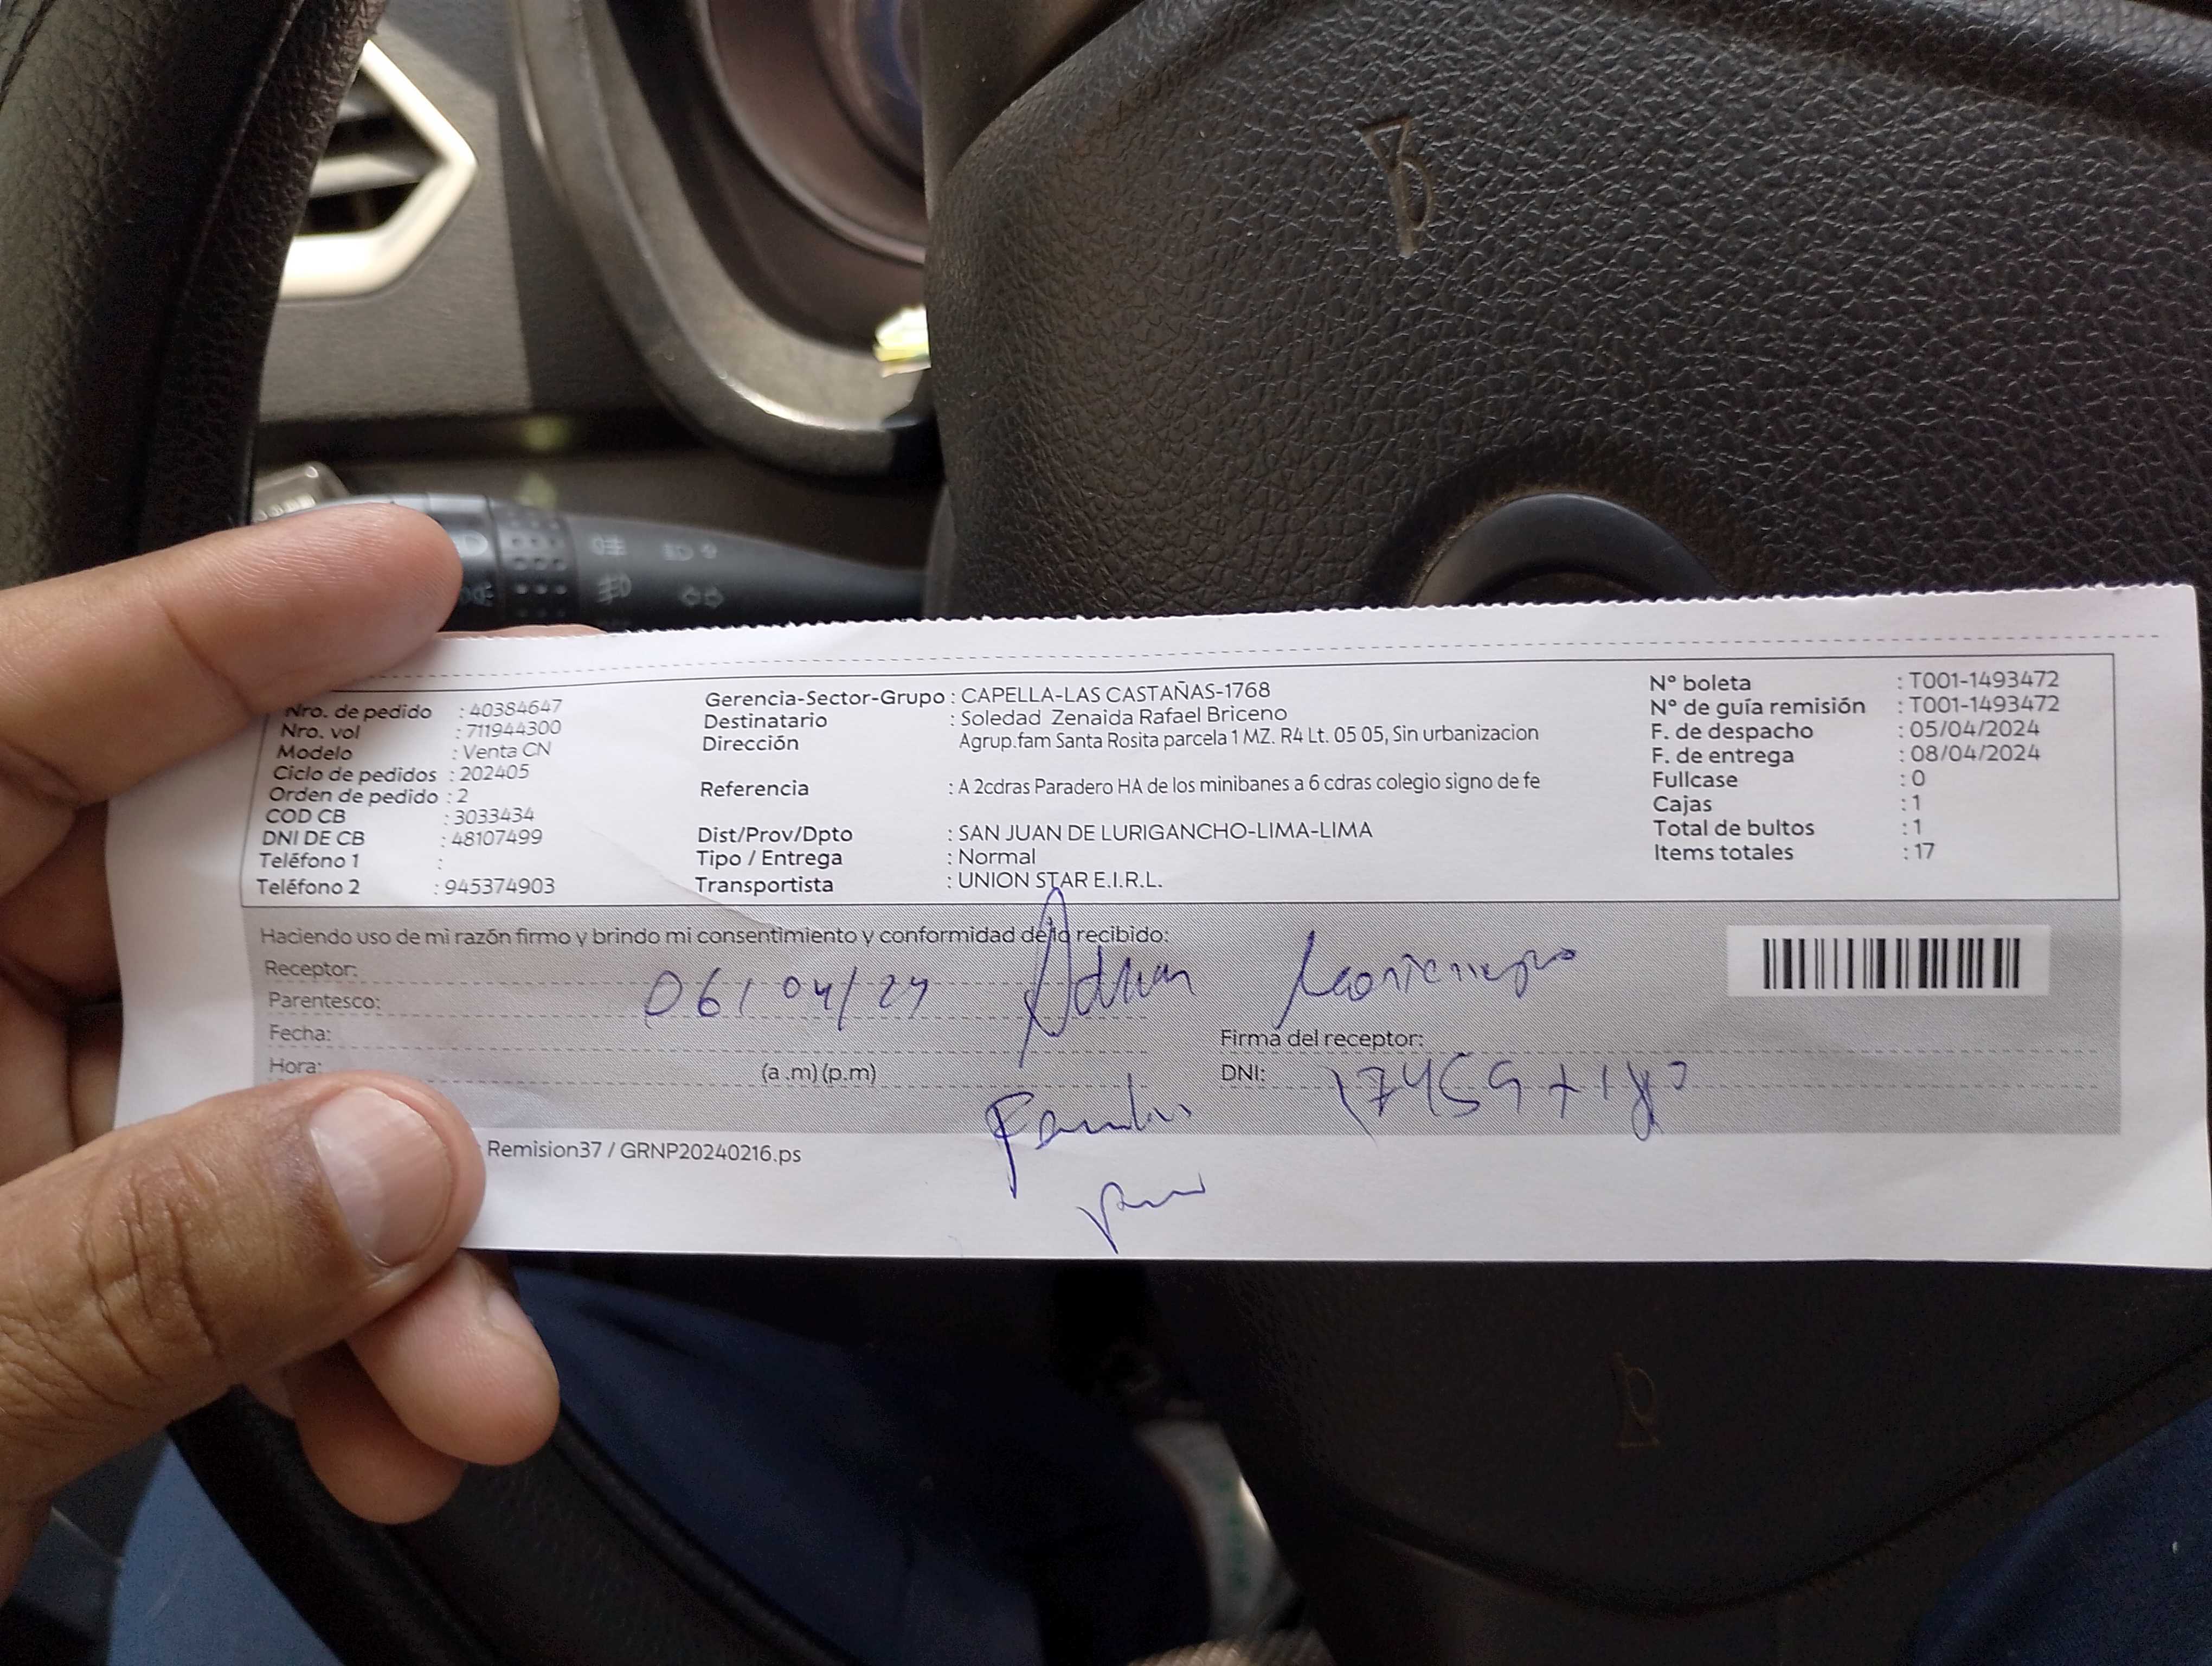 Nro. de pedido : 40384647
Nro. vol : 711944300
Modelo : Venta CN
Ciclo de pedidos : 202405
Orden de pedido : 2
COD CB : 3033434
DNI DE CB : 48107499
Teléfono 1 :
Teléfono 2 : 945374903
Gerencia-Sector-Grupo : CAPELLA-LAS CASTAÑAS-1768
Destinatario : Soledad Zenaida Rafael Briceno
Dirección Agrup.fam Santa Rosita parcela 1 MZ. R4 Lt. 05 05, Sin urbanizacion
Referencia : A 2cdras Paradero HA de los minibanes a 6 cdras colegio signo de fe
Dist/Prov/Dpto : SAN JUAN DE LURIGANCHO-LIMA-LIMA
Tipo / Entrega : Normal
Transportista : UNION STAR E.I.R.L.
N° boleta : T001-1493472
N° de guía remisión : T001-1493472
F. de despacho : 05/04/2024
F. de entrega : 08/04/2024
Fullcase : 0
Cajas : 1
Total de bultos : 1
Items totales : 17
Haciendo uso de mi razón firmo y brindo mi consentimiento y conformidad de lo recibido:
Receptor:
Parentesco: 06/04/24
Fecha:
Hora: (a .m) (p.m)
Firma del receptor:
DNI:
Remision37 / GRNP20240216.ps